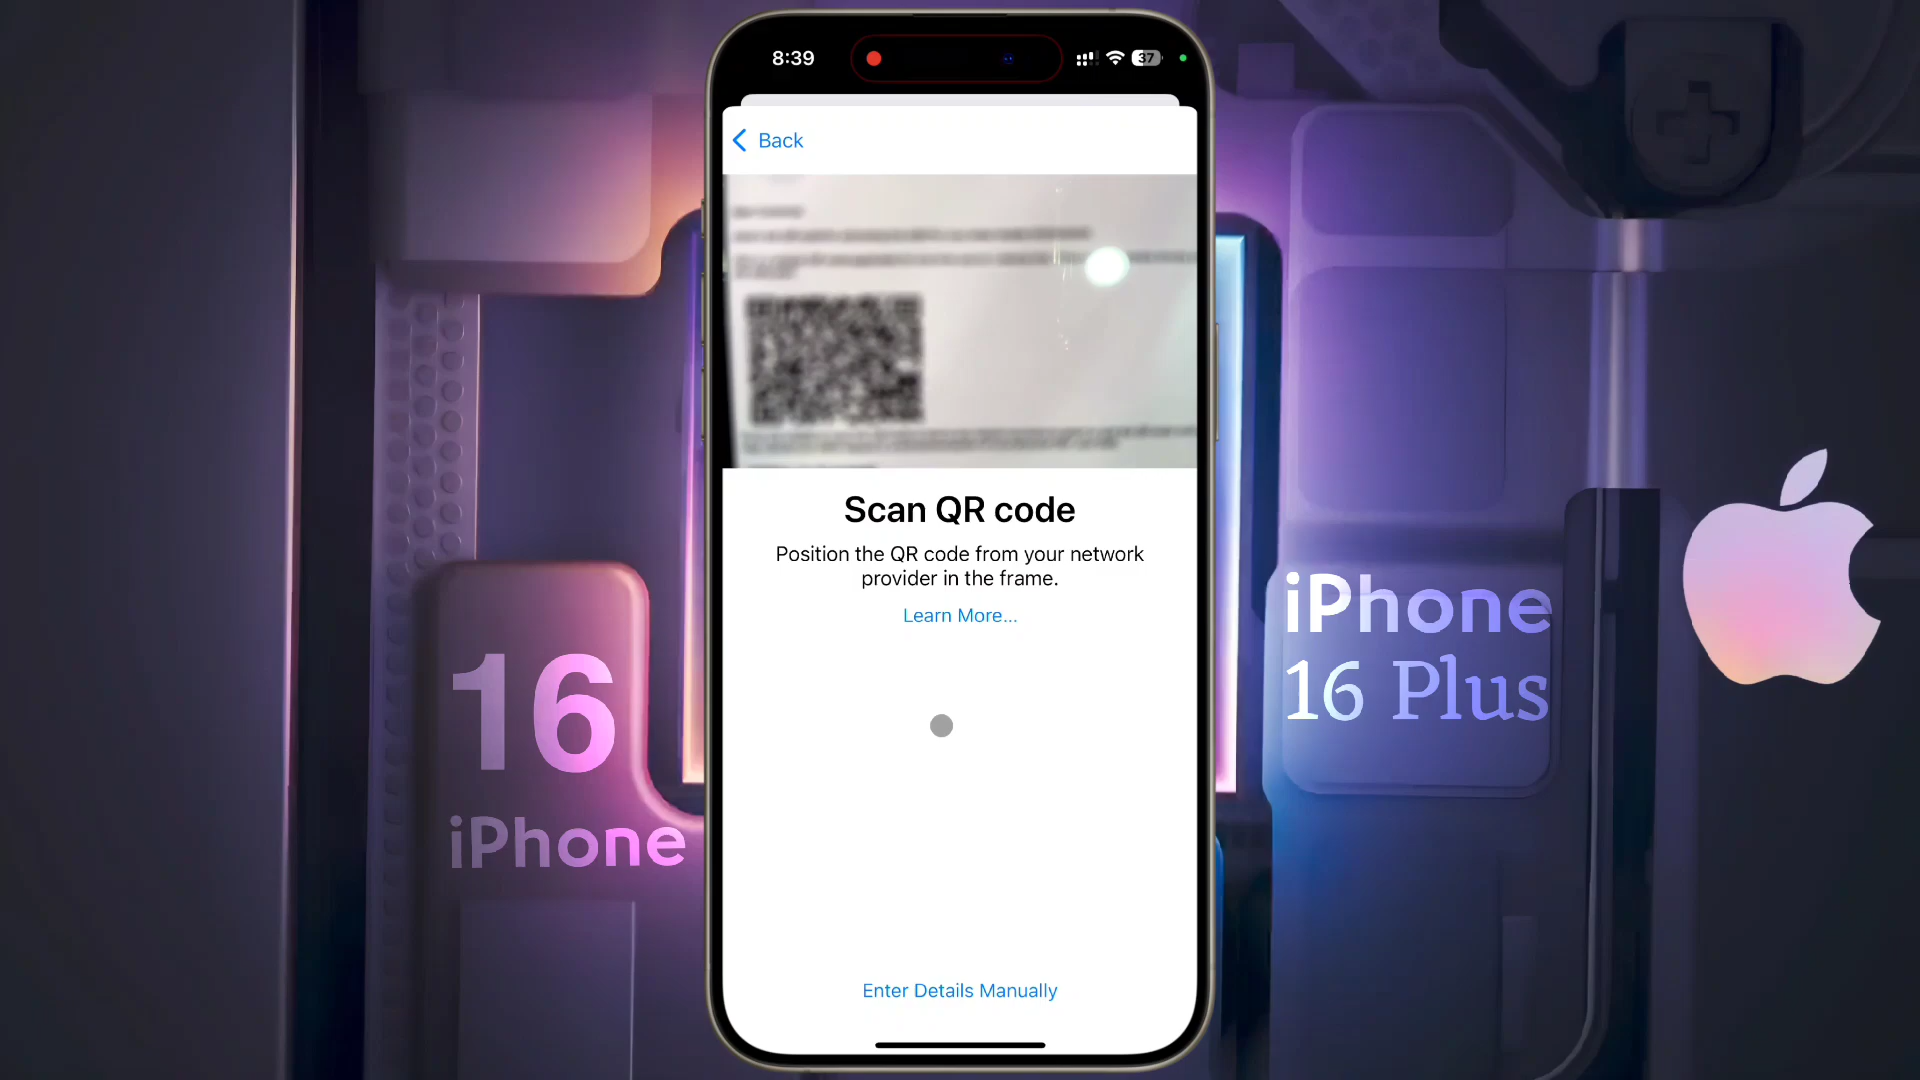 8:39
37
Back
Scan QR code
Position the QR code from your network
provider in the frame.
Learn More...
Enter Details Manually
16
iPhone
iPhone
16 Plus